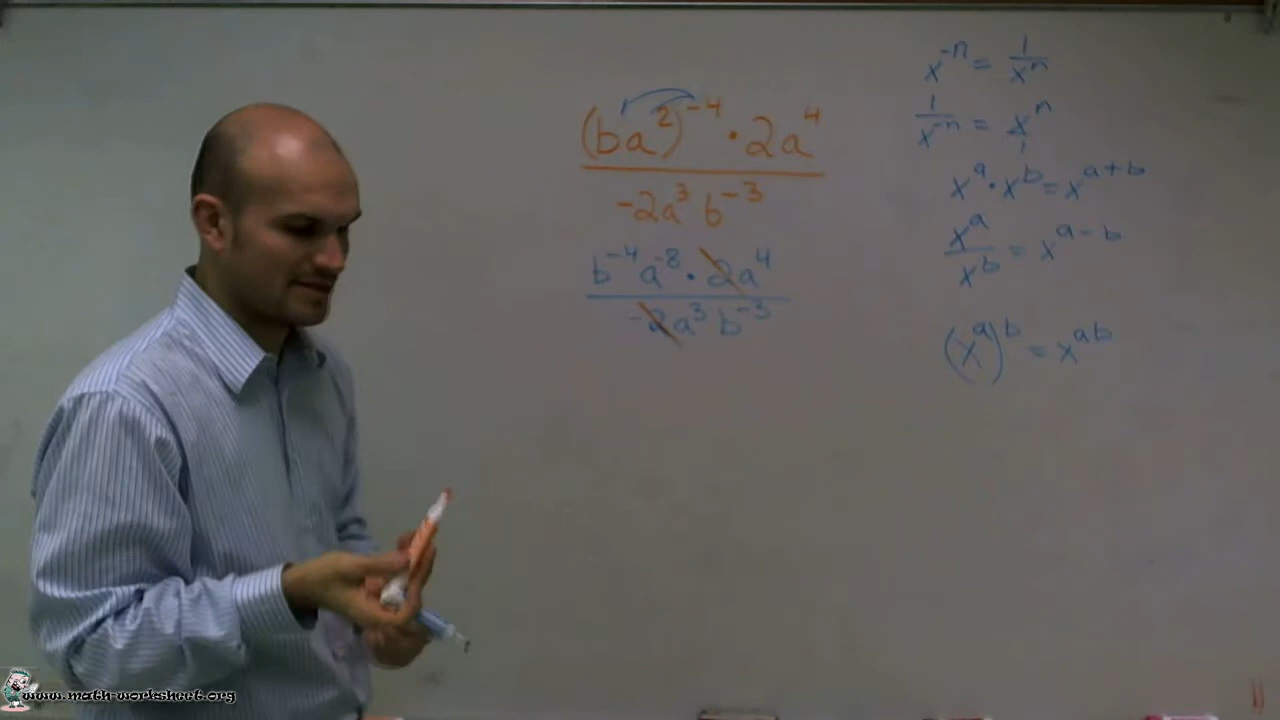 (ba²)⁻⁴ · 2a⁴
-2a³ b⁻³
b⁻⁴ a⁻⁸ · 2a⁴
-2a³ b⁻³
x⁻ⁿ = 1/xⁿ
1/x⁻ⁿ = xⁿ/1
xᵃ · xᵇ = xᵃ⁺ᵇ
xᵃ/xᵇ = xᵃ⁻ᵇ
(xᵃ)ᵇ = xᵃᵇ
www.math-worksheet.org